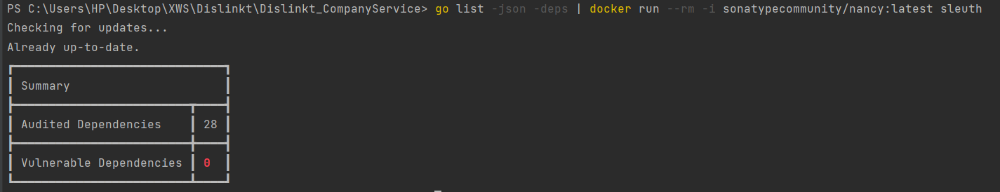 PS C:\Users\HP\Desktop\XWS\Dislinkt\Dislinkt_CompanyService> go list -json -deps | docker run --rm -i sonatypecommunity/nancy:latest sleuth
Checking for updates...
Already up-to-date.
Summary
Audited Dependencies 28
Vulnerable Dependencies 0